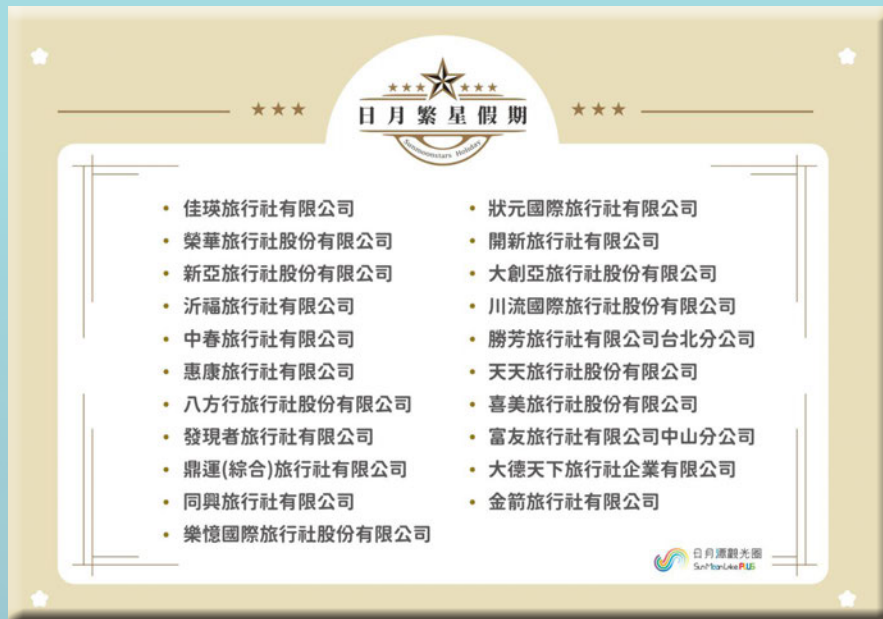 日月繁星假期
Sunmoonstars Holiday
佳瑛旅行社有限公司
榮華旅行社股份有限公司
新亞旅行社股份有限公司
沂福旅行社有限公司
中春旅行社有限公司
惠康旅行社有限公司
八方行旅行社股份有限公司
發現者旅行社有限公司
鼎運(綜合)旅行社有限公司
同興旅行社有限公司
樂憶國際旅行社股份有限公司
狀元國際旅行社有限公司
開新旅行社有限公司
大創亞旅行社股份有限公司
川流國際旅行社股份有限公司
勝芳旅行社有限公司台北分公司
天天旅行社股份有限公司
喜美旅行社股份有限公司
富友旅行社有限公司中山分公司
大德天下旅行社企業有限公司
金箭旅行社有限公司
日月潭觀光圈
Sun Moon Lake PLUS